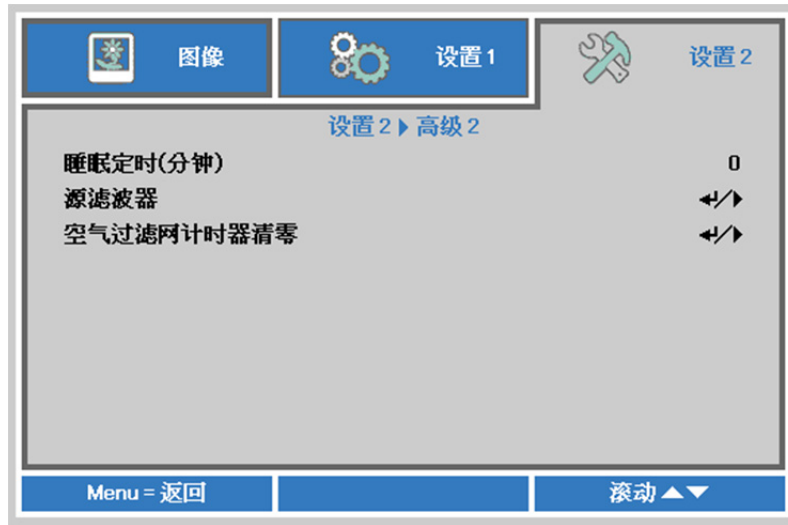 图像
设置1
设置2
设置2▶高级2
睡眠定时(分钟) 0
源滤波器 ↵/▶
空气过滤网计时器清零 ↵/▶
Menu = 返回
滚动▲▼